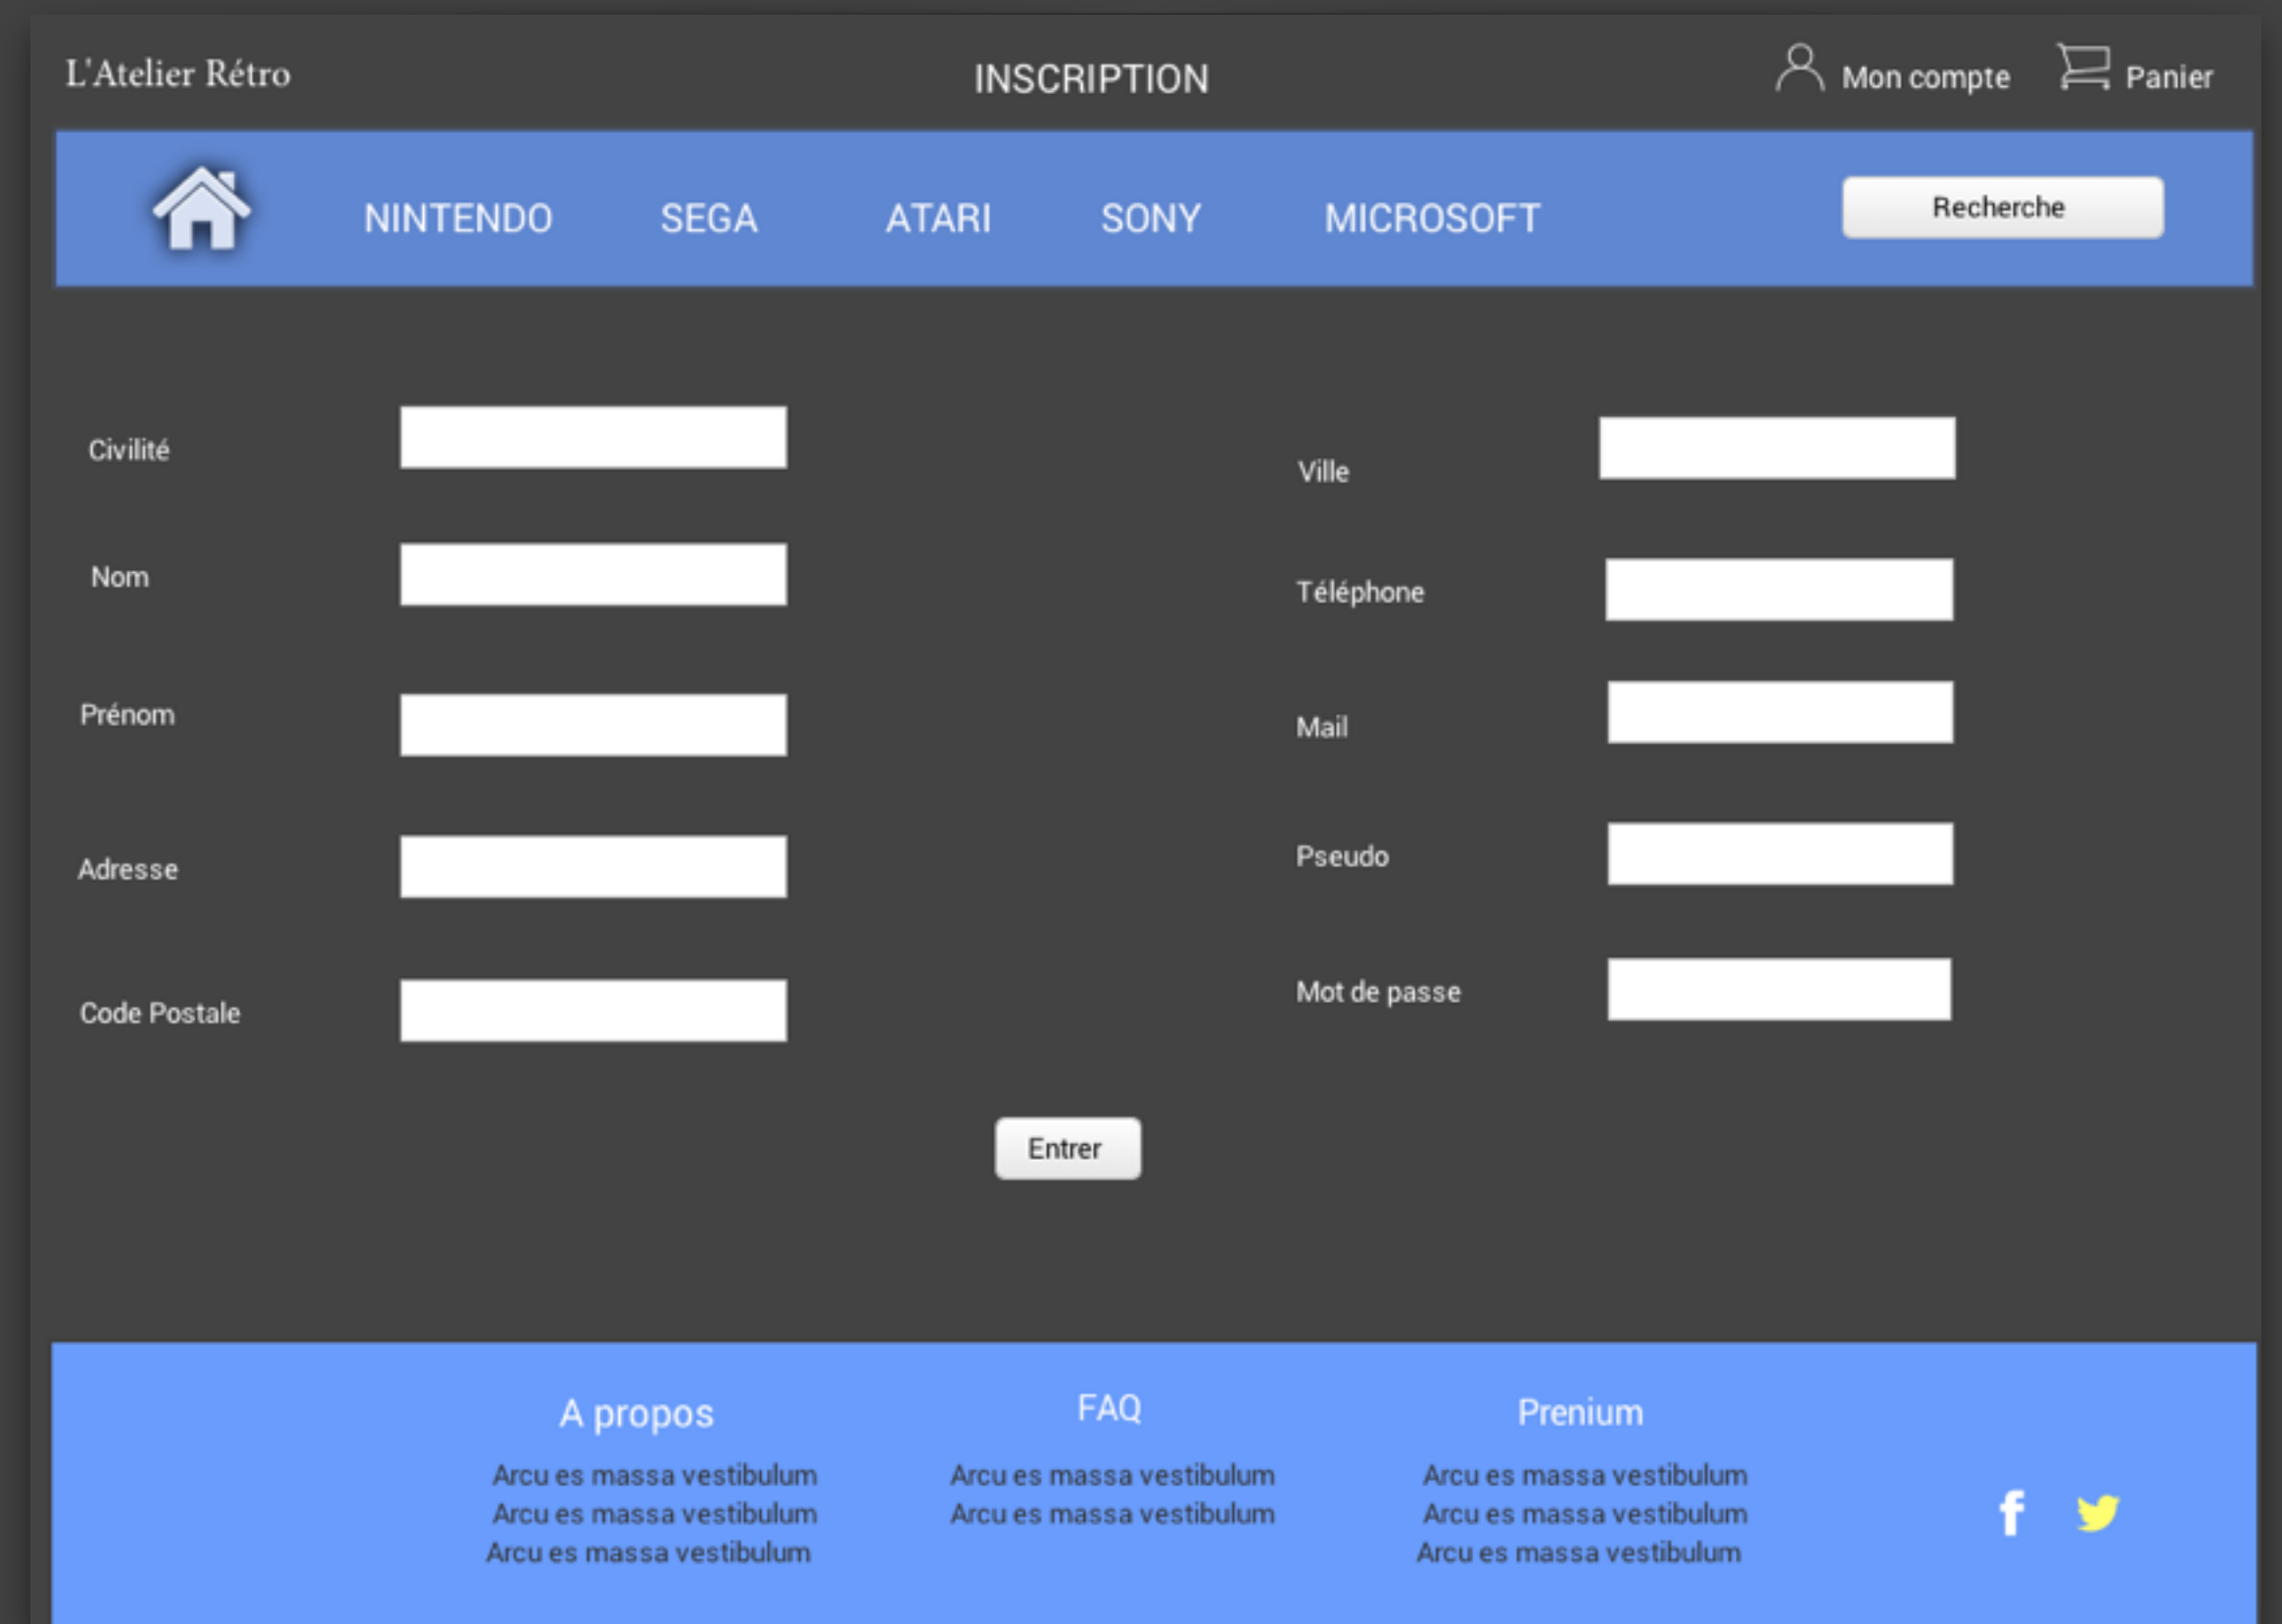 L'Atelier Rétro
INSCRIPTION
Mon compte
Panier
NINTENDO
SEGA
ATARI
SONY
MICROSOFT
Recherche
Civilité
Nom
Prénom
Adresse
Code Postale
Ville
Téléphone
Mail
Pseudo
Mot de passe
Entrer
A propos
Arcu es massa vestibulum
Arcu es massa vestibulum
Arcu es massa vestibulum
FAQ
Arcu es massa vestibulum
Arcu es massa vestibulum
Prenium
Arcu es massa vestibulum
Arcu es massa vestibulum
Arcu es massa vestibulum